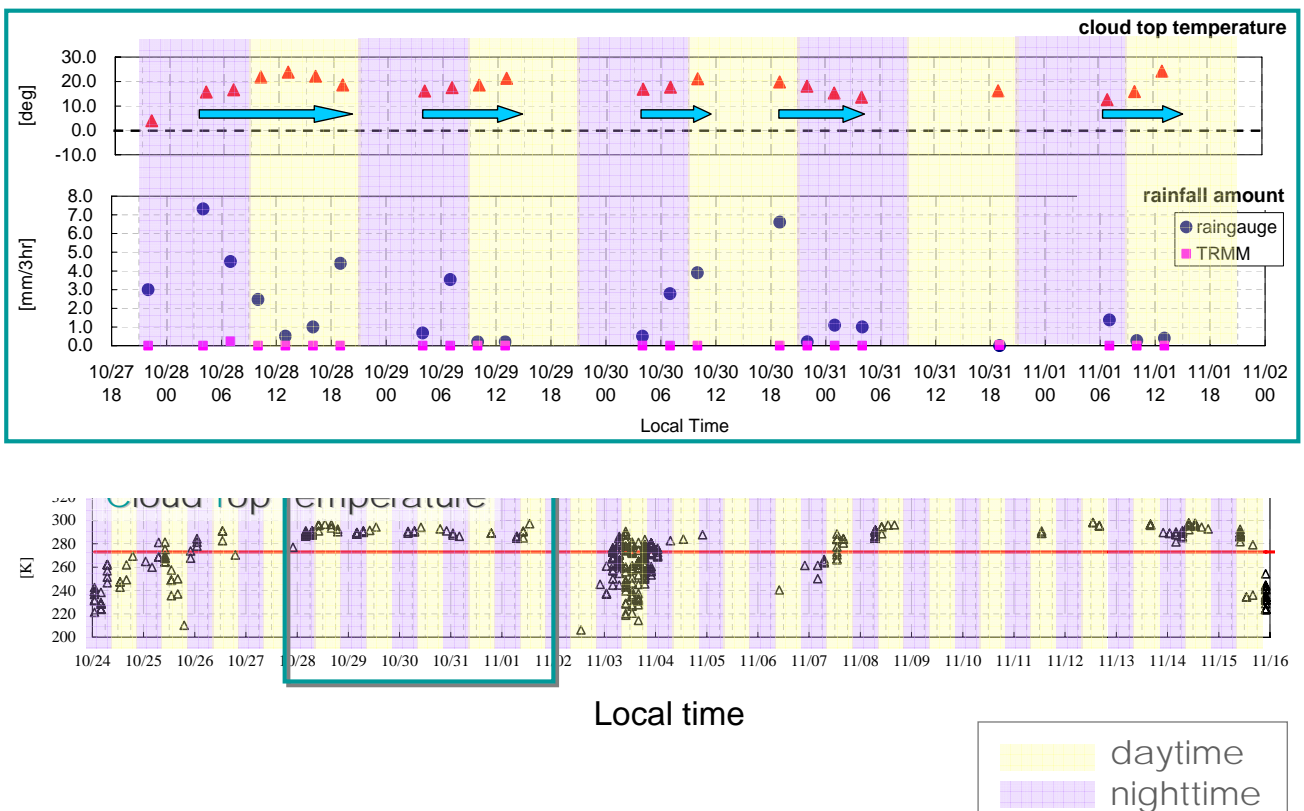 cloud top temperature
30.0
20.0
10.0
0.0
-10.0
[deg]
rainfall amount
8.0
7.0
6.0
5.0
4.0
3.0
2.0
1.0
0.0
[mm/3hr]
raingauge
TRMM
10/27 10/28 10/28 10/28 10/28 10/29 10/29 10/29 10/29 10/30 10/30 10/30 10/30 10/31 10/31 10/31 10/31 11/01 11/01 11/01 11/01 11/02
18 00 06 12 18 00 06 12 18 00 06 12 18 00 06 12 18 00 06 12 18 00
Local Time
Cloud Top Temperature
320
300
280
260
240
220
200
[K]
10/24 10/25 10/26 10/27 10/28 10/29 10/30 10/31 11/01 11/02 11/03 11/04 11/05 11/06 11/07 11/08 11/09 11/10 11/11 11/12 11/13 11/14 11/15 11/16
Local time
daytime
nighttime